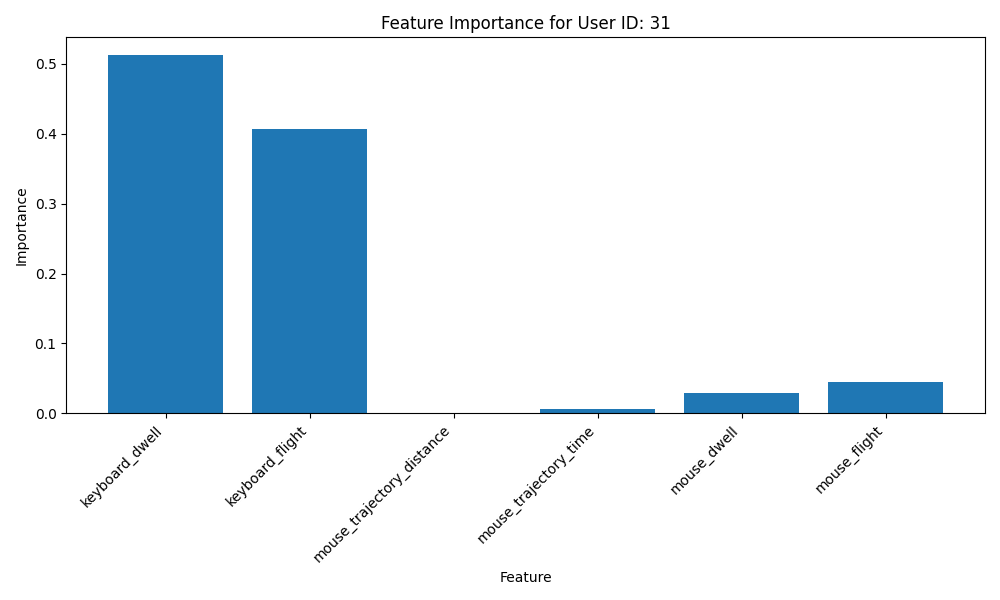 Feature Importance for User ID: 31
Importance
0.5
0.4
0.3
0.2
0.1
0.0
keyboard_dwell
keyboard_flight
mouse_trajectory_distance
mouse_trajectory_time
mouse_dwell
mouse_flight
Feature